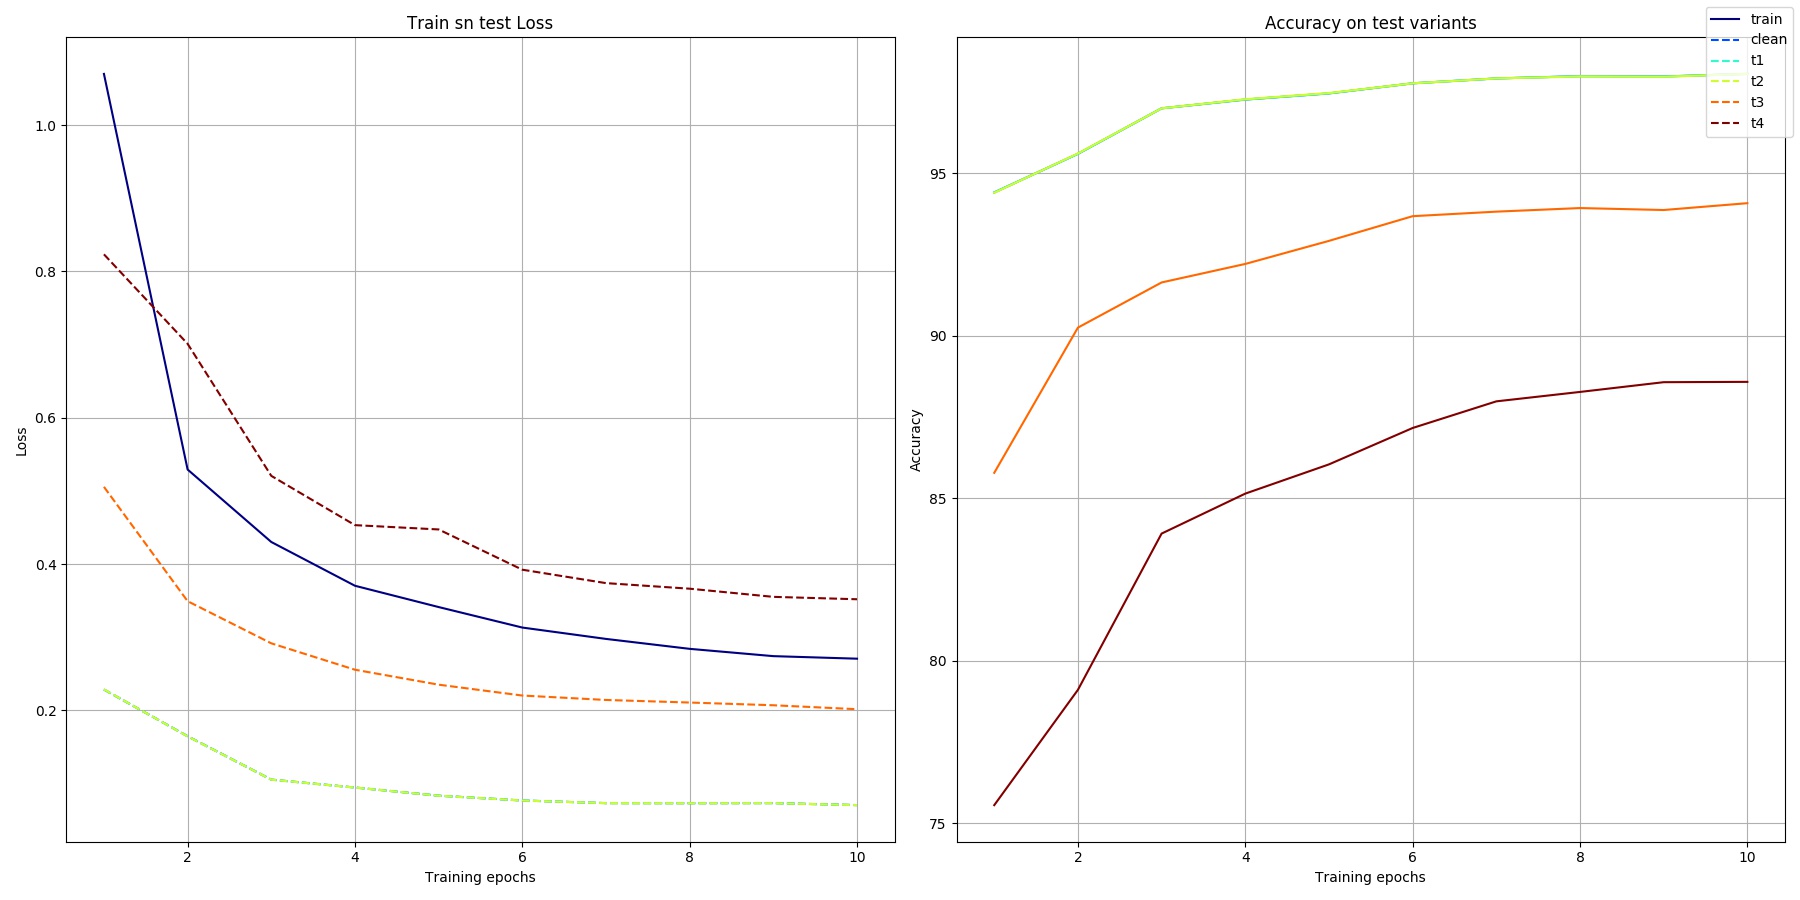 Train sn test Loss
1.0
0.8
0.6
0.4
0.2
Loss
2 4 6 8 10
Training epochs
Accuracy on test variants
95
90
85
80
75
Accuracy
2 4 6 8 10
Training epochs
train
clean
t1
t2
t3
t4